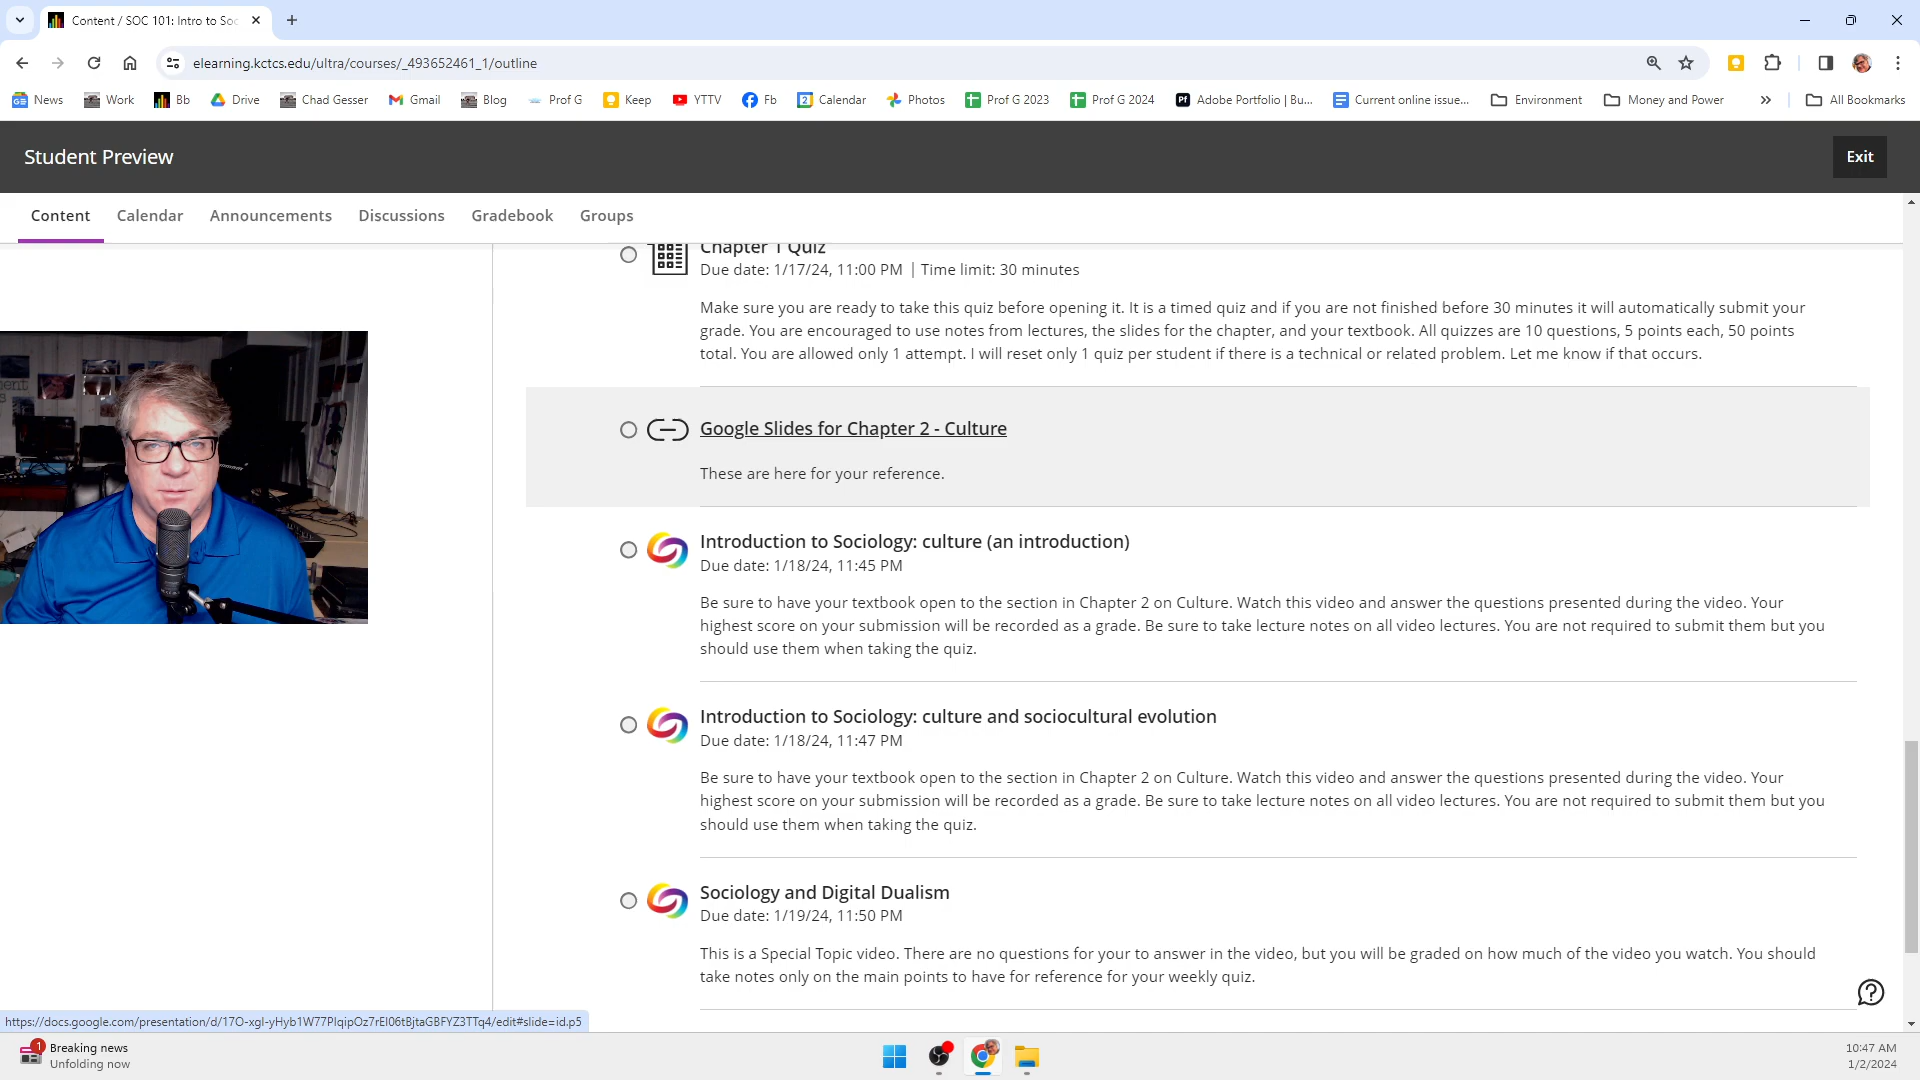 Content / SOC 101: Intro to Soc
elearning.kctcs.edu/ultra/courses/_493652461_1/outline
News
Work
Bb
Drive
Chad Gesser
Gmail
Blog
Prof G
Keep
YTTV
Fb
Calendar
Photos
Prof G 2023
Prof G 2024
Adobe Portfolio | Bu...
Current online issue...
Environment
Money and Power
»
All Bookmarks
Student Preview
Exit
Content
Calendar
Announcements
Discussions
Gradebook
Groups
Chapter 1 Quiz
Due date: 1/17/24, 11:00 PM | Time limit: 30 minutes
Make sure you are ready to take this quiz before opening it. It is a timed quiz and if you are not finished before 30 minutes it will automatically submit your
grade. You are encouraged to use notes from lectures, the slides for the chapter, and your textbook. All quizzes are 10 questions, 5 points each, 50 points
total. You are allowed only 1 attempt. I will reset only 1 quiz per student if there is a technical or related problem. Let me know if that occurs.
Google Slides for Chapter 2 - Culture
These are here for your reference.
Introduction to Sociology: culture (an introduction)
Due date: 1/18/24, 11:45 PM
Be sure to have your textbook open to the section in Chapter 2 on Culture. Watch this video and answer the questions presented during the video. Your
highest score on your submission will be recorded as a grade. Be sure to take lecture notes on all video lectures. You are not required to submit them but you
should use them when taking the quiz.
Introduction to Sociology: culture and sociocultural evolution
Due date: 1/18/24, 11:47 PM
Be sure to have your textbook open to the section in Chapter 2 on Culture. Watch this video and answer the questions presented during the video. Your
highest score on your submission will be recorded as a grade. Be sure to take lecture notes on all video lectures. You are not required to submit them but you
should use them when taking the quiz.
Sociology and Digital Dualism
Due date: 1/19/24, 11:50 PM
This is a Special Topic video. There are no questions for your to answer in the video, but you will be graded on how much of the video you watch. You should
take notes only on the main points to have for reference for your weekly quiz.
1
Breaking news
Unfolding now
10:47 AM
1/2/2024